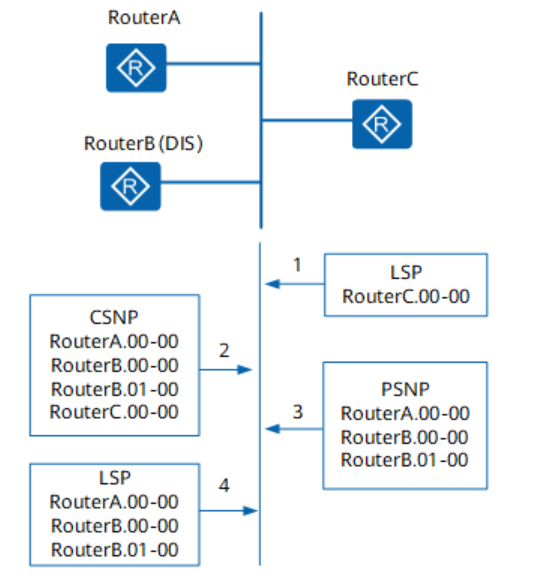 RouterA
R
RouterC
R
RouterB(DIS)
R
1
LSP
RouterC.00-00
CSNP
RouterA.00-00
RouterB.00-00
RouterB.01-00
RouterC.00-00
2
PSNP
RouterA.00-00
RouterB.00-00
RouterB.01-00
3
LSP
RouterA.00-00
RouterB.00-00
RouterB.01-00
4